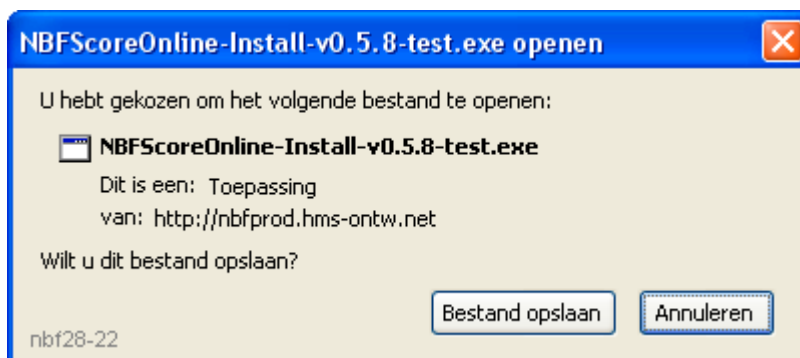 NBFScoreOnline-Install-v0.5.8-test.exe openen
U hebt gekozen om het volgende bestand te openen:
NBFScoreOnline-Install-v0.5.8-test.exe
Dit is een: Toepassing
van: http://nbfprod.hms-ontw.net
Wilt u dit bestand opslaan?
Bestand opslaan Annuleren
nbf28-22